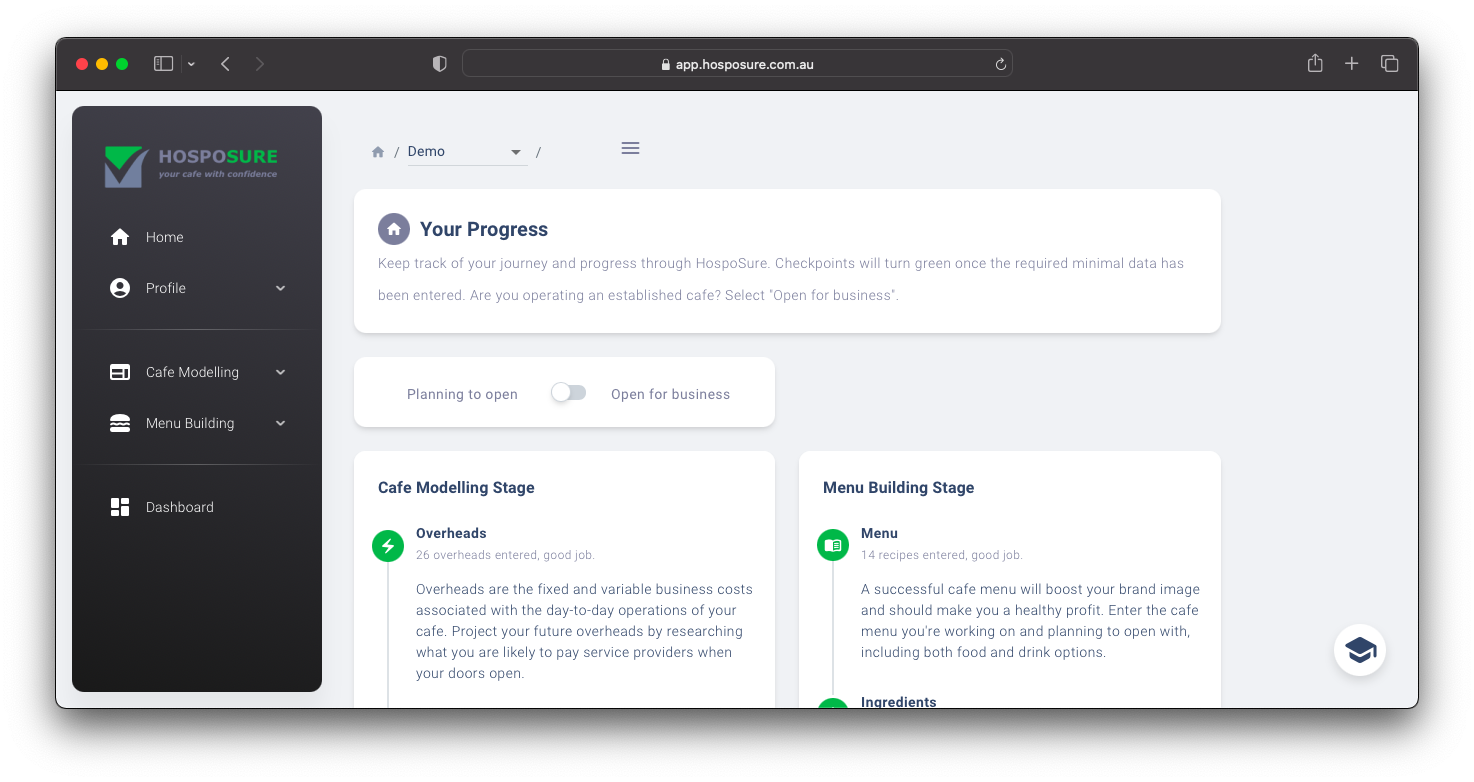 app.hosposure.com.au
HOSPOSURE
your cafe with confidence
Home
Profile
Cafe Modelling
Menu Building
Dashboard
/ Demo /
Your Progress
Keep track of your journey and progress through HospoSure. Checkpoints will turn green once the required minimal data has
been entered. Are you operating an established cafe? Select "Open for business".
Planning to open
Open for business
Cafe Modelling Stage
Overheads
26 overheads entered, good job.
Overheads are the fixed and variable business costs
associated with the day-to-day operations of your
cafe. Project your future overheads by researching
what you are likely to pay service providers when
your doors open.
Menu Building Stage
Menu
14 recipes entered, good job.
A successful cafe menu will boost your brand image
and should make you a healthy profit. Enter the cafe
menu you're working on and planning to open with,
including both food and drink options.
Ingredients